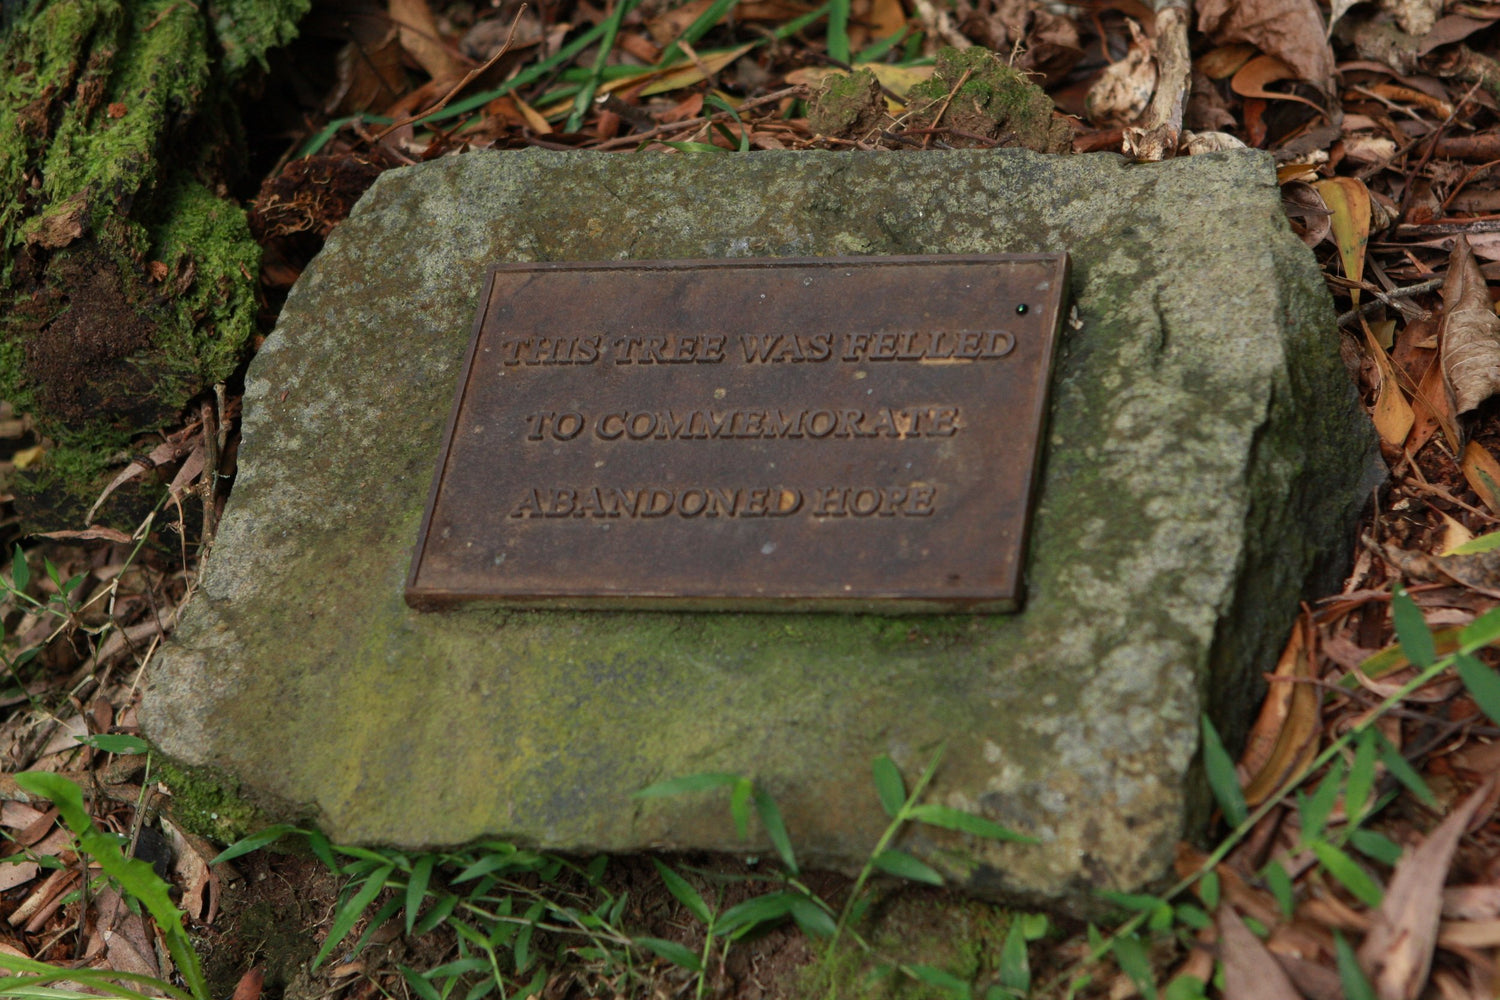 THIS TREE WAS FELLED
TO COMMEMORATE
ABANDONED HOPE